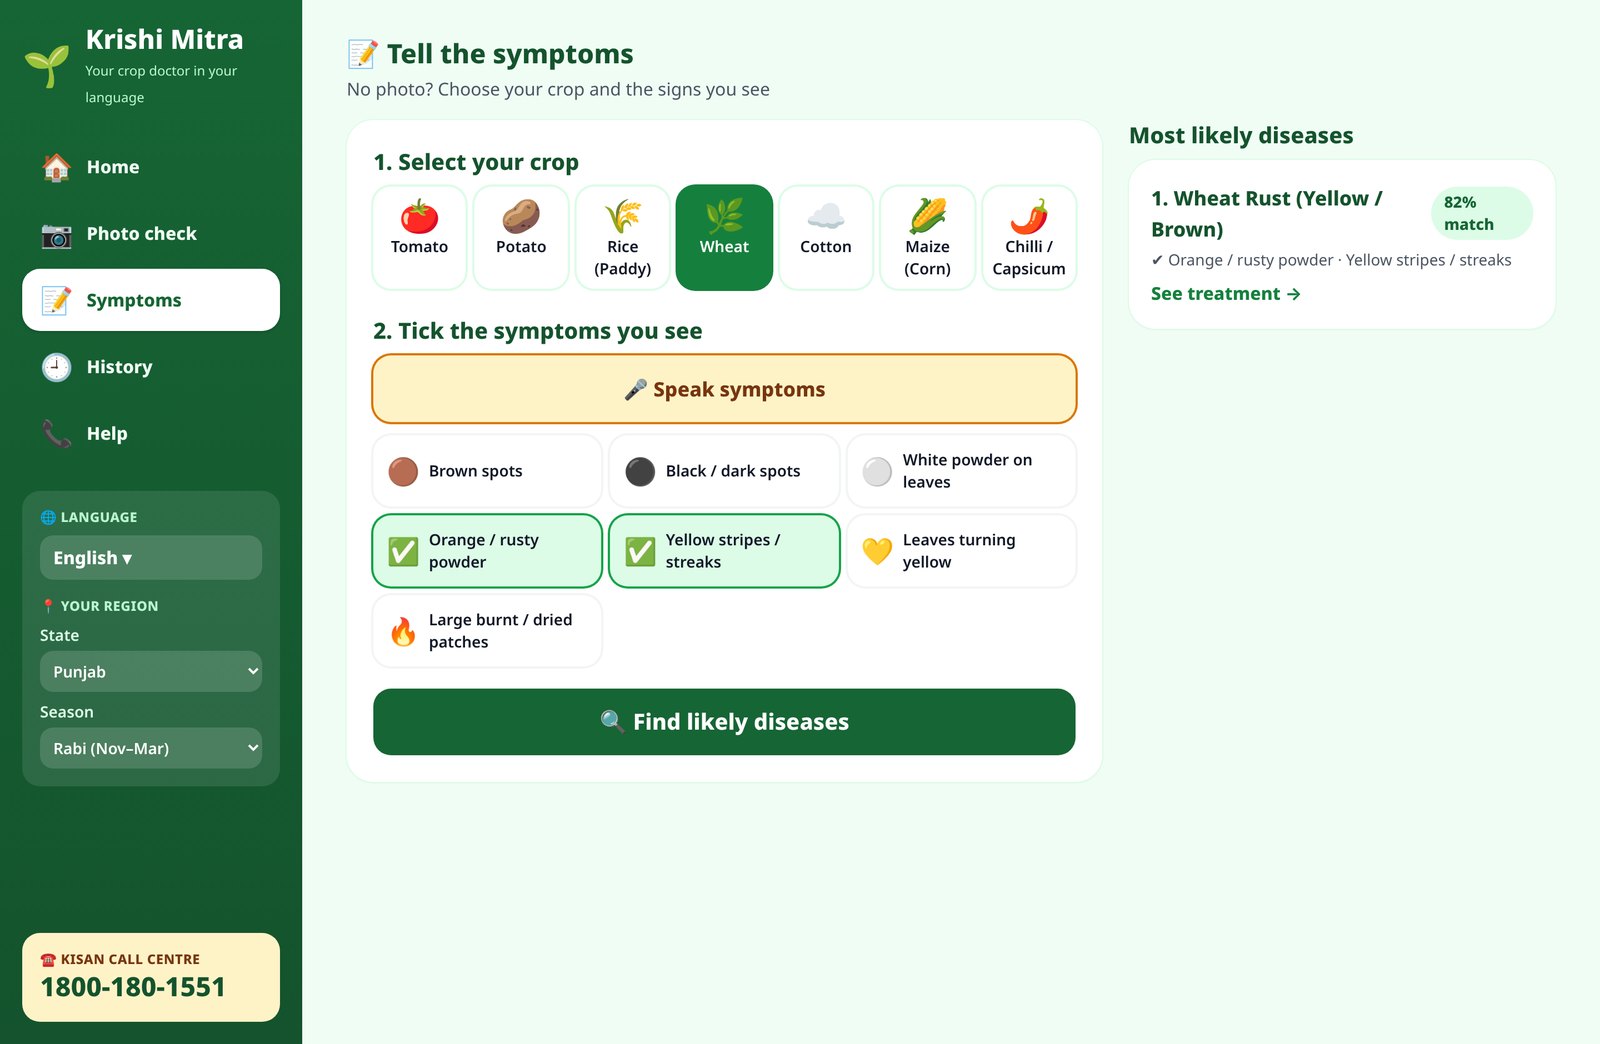 Krishi Mitra
Your crop doctor in your
language
Home
Photo check
Symptoms
History
Help
LANGUAGE
English ▾
YOUR REGION
State
Punjab
Season
Rabi (Nov–Mar)
KISAN CALL CENTRE
1800-180-1551
Tell the symptoms
No photo? Choose your crop and the signs you see
1. Select your crop
Tomato
Potato
Rice
(Paddy)
Wheat
Cotton
Maize
(Corn)
Chilli /
Capsicum
2. Tick the symptoms you see
Speak symptoms
Brown spots
Black / dark spots
White powder on
leaves
Orange / rusty
powder
Yellow stripes /
streaks
Leaves turning
yellow
Large burnt / dried
patches
Find likely diseases
Most likely diseases
1. Wheat Rust (Yellow /
Brown)
82%
match
✔ Orange / rusty powder · Yellow stripes / streaks
See treatment →